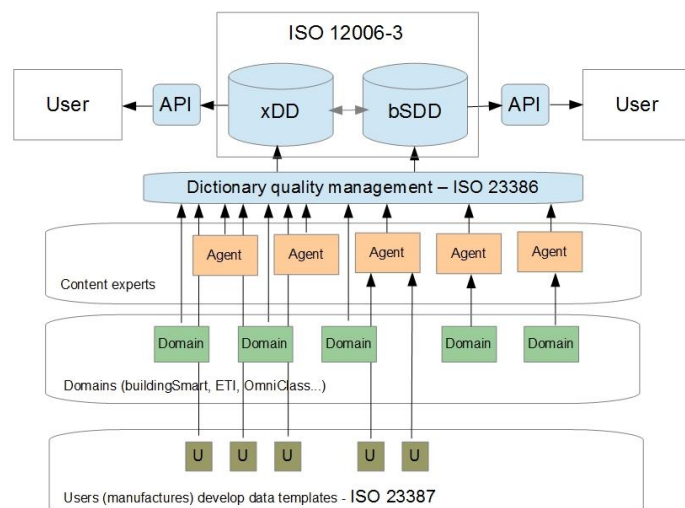 ISO 12006-3
User
API
xDD
bSDD
API
User
Dictionary quality management – ISO 23386
Agent
Agent
Agent
Agent
Agent
Content experts
Domain
Domain
Domain
Domain
Domain
Domains (buildingSmart, ETI, OmniClass...)
U
U
U
U
U
Users (manufactures) develop data templates - ISO 23387